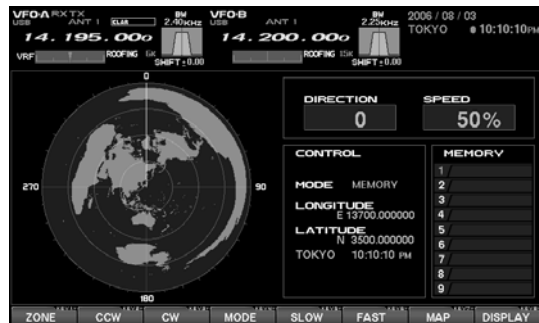 VFO-A RX TX BW VFO-B BW 2006 / 08 / 03
USB ANT 1 CLAR 2.40KHZ USB ANT 1 2.25KHZ TOKYO 10:10:10PM
14. 195. 00o 14. 200. 00o
VRF ROOFING 6K ROOFING 15K
SHIFT±0.00 SHIFT±0.00
0
DIRECTION SPEED
0 50%
CONTROL MEMORY
MODE MEMORY
LONGITUDE
E 13700.000000
LATITUDE
N 3500.000000
TOKYO 10:10:10 PM
1
2
3
4
5
6
7
8
9
270 90
180
ZONE CCW CW MODE SLOW FAST MAP DISPLAY